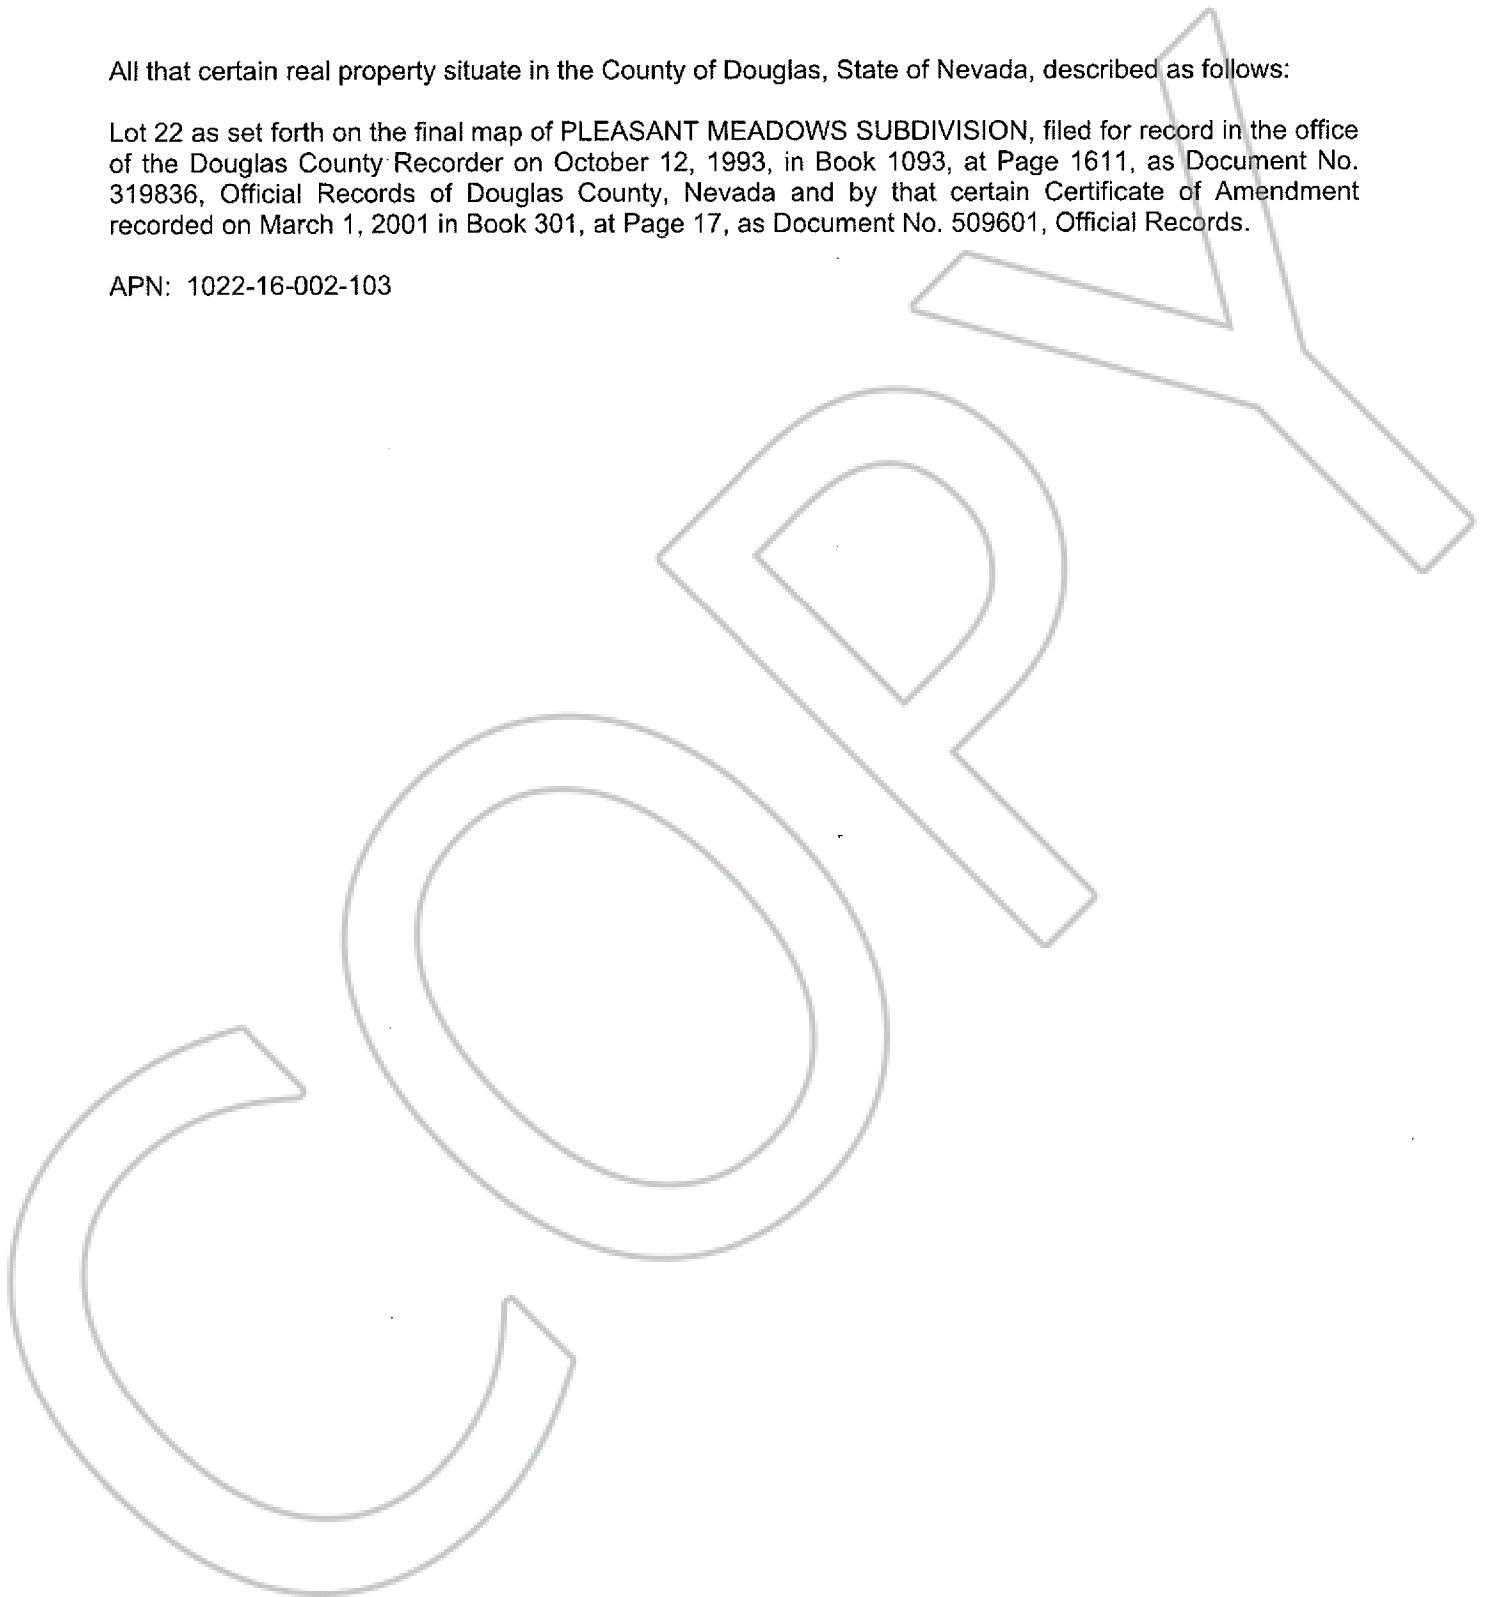 All that certain real property situate in the County of Douglas, State of Nevada, described as follows:
Lot 22 as set forth on the final map of PLEASANT MEADOWS SUBDIVISION, filed for record in the office
of the Douglas County Recorder on October 12, 1993, in Book 1093, at Page 1611, as Document No.
319836, Official Records of Douglas County, Nevada and by that certain Certificate of Amendment
recorded on March 1, 2001 in Book 301, at Page 17, as Document No. 509601, Official Records.
APN: 1022-16-002-103
COPY